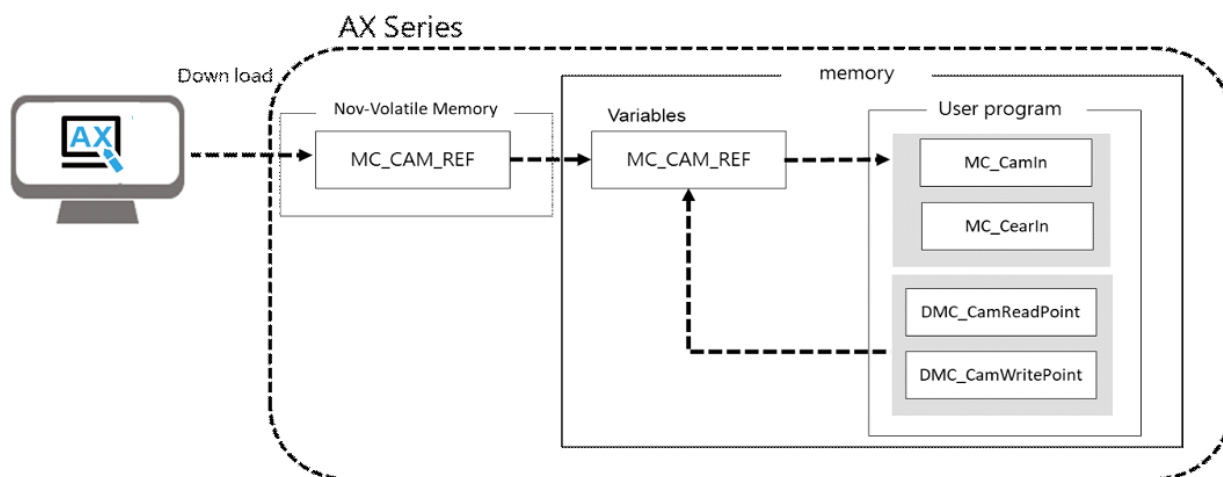 AX Series
Down load
memory
Nov-Volatile Memory
Variables
User program
AX
MC_CAM_REF
MC_CAM_REF
MC_CamIn
MC_CearIn
DMC_CamReadPoint
DMC_CamWritePoint